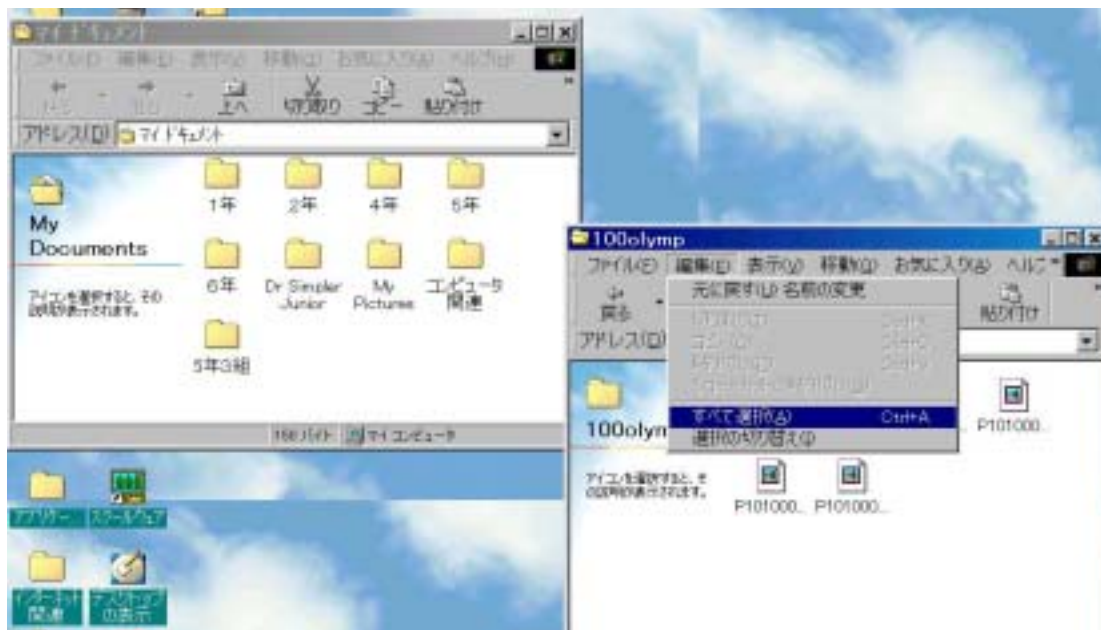 マイ ドキュメント
ファイル(F) 編集(E) 表示(V) 移動(G) お気に入り(A) ヘルプ(H)
上へ 切り取り コピー 貼り付け
アドレス(D) マイ ドキュメント
My
Documents
アイコンを選択すると、その
説明が表示されます。
1年 2年 4年 5年
6年 Dr Simpler
Junior My
Pictures コンピュータ
関連
5年3組
マイ コンピュータ
100olymp
ファイル(F) 編集(E) 表示(V) 移動(G) お気に入り(A) ヘルプ
戻る 貼り付け
アドレス(D)
元に戻す(U) 名前の変更
すべて選択(A) Ctrl+A
選択の切り替え(I)
100olym
アイコンを選択すると、そ
の説明が表示されます。
P101000...
P101000... P101000...
スクールウェア
インターネット
関連
デスクトップ
の表示